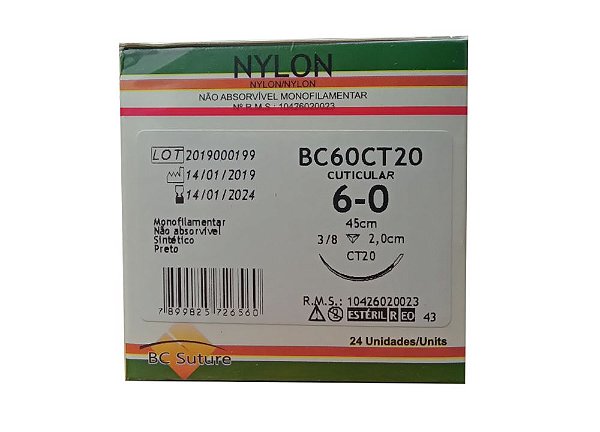 NYLON
NYLON/NYLON
NÃO ABSORVÍVEL MONOFILAMENTAR
Nº R.M.S.: 10426020023
LOT 2019000199
14/01/2019
14/01/2024
BC60CT20
CUTICULAR
6-0
45cm
3/8 2,0cm
CT20
Monofilamentar
Não absorvível
Sintético
Preto
7 899825 726560
R.M.S.: 10426020023
ESTÉRIL R EO 43
24 Unidades/Units
BC Suture